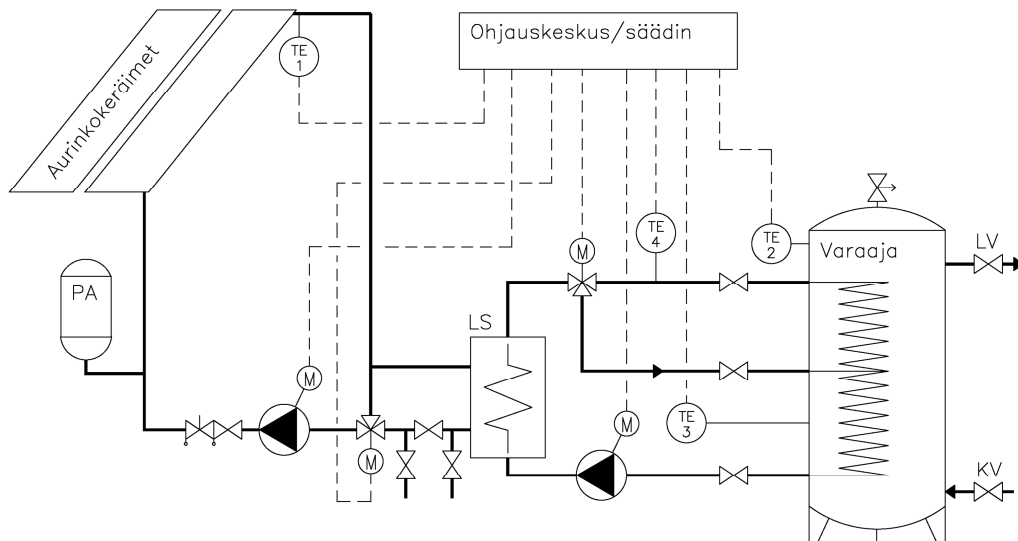 Ohjauskeskus/säädin
Aurinkokeräimet
TE
1
TE
4
TE
2
M
Varaaja
LV
PA
LS
M
M
TE
3
M
KV